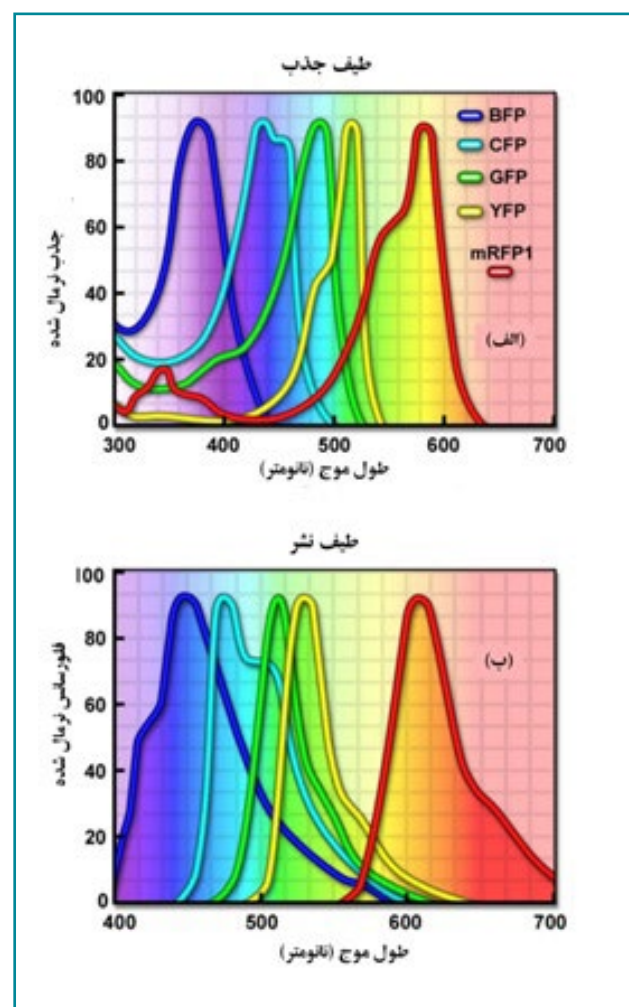 طیف جذب
100
80
60
40
20
0
جذب نرمال شده
BFP
CFP
GFP
YFP
mRFP1
(الف)
300 400 500 600 700
طول موج (نانومتر)
طیف نشر
100
80
60
40
20
0
فلورسانس نرمال شده
(ب)
400 500 600 700
طول موج (نانومتر)